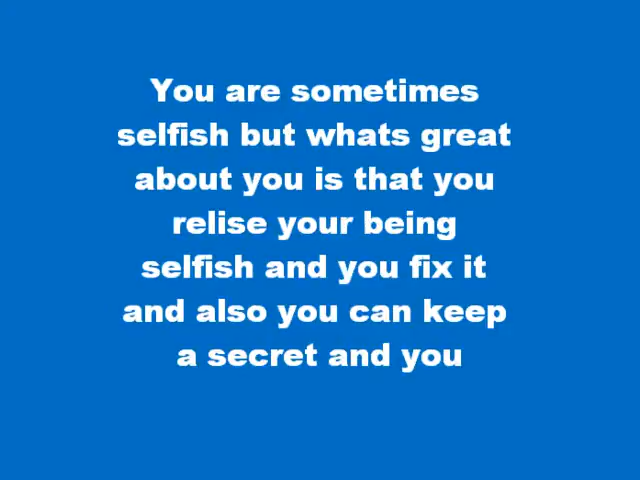 You are sometimes
selfish but whats great
about you is that you
relise your being
selfish and you fix it
and also you can keep
a secret and you